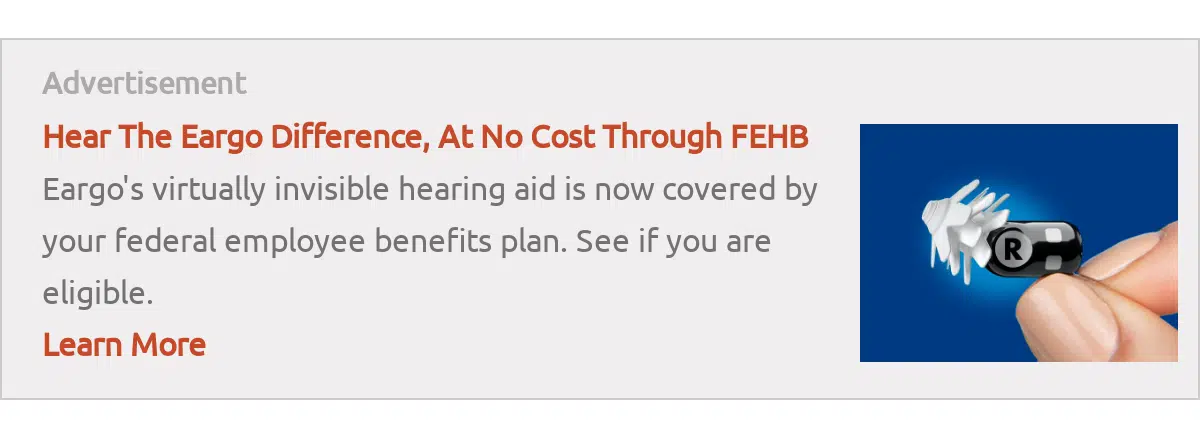 Advertisement
Hear The Eargo Difference, At No Cost Through FEHB
Eargo's virtually invisible hearing aid is now covered by
your federal employee benefits plan. See if you are
eligible.
Learn More
R